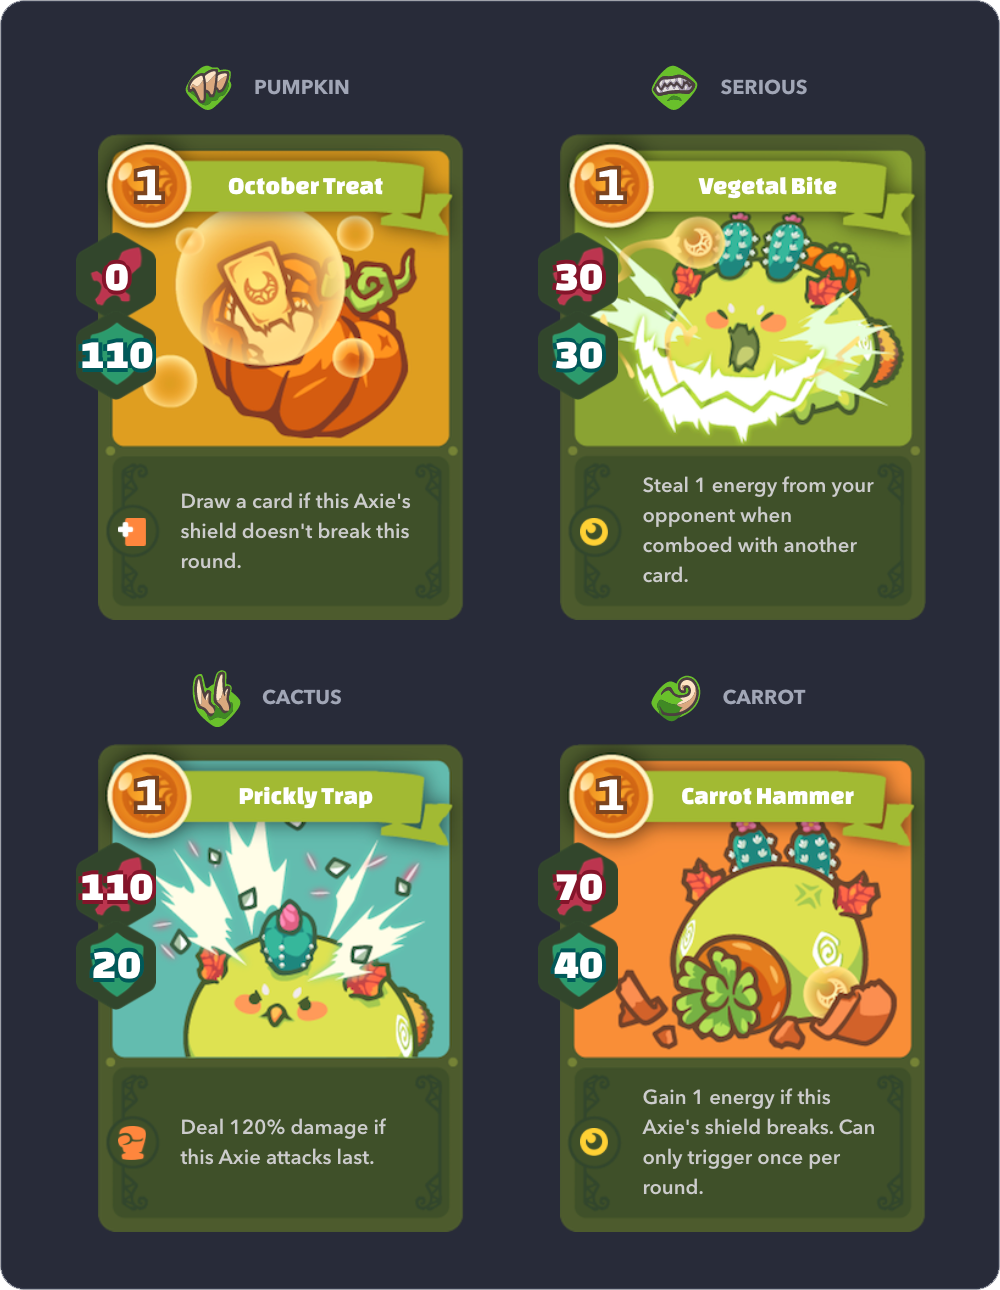 PUMPKIN
SERIOUS
1
October Treat
0
110
Draw a card if this Axie's
shield doesn't break this
round.
1
Vegetal Bite
30
30
Steal 1 energy from your
opponent when
comboed with another
card.
CACTUS
CARROT
1
Prickly Trap
110
20
Deal 120% damage if
this Axie attacks last.
1
Carrot Hammer
70
40
Gain 1 energy if this
Axie's shield breaks. Can
only trigger once per
round.